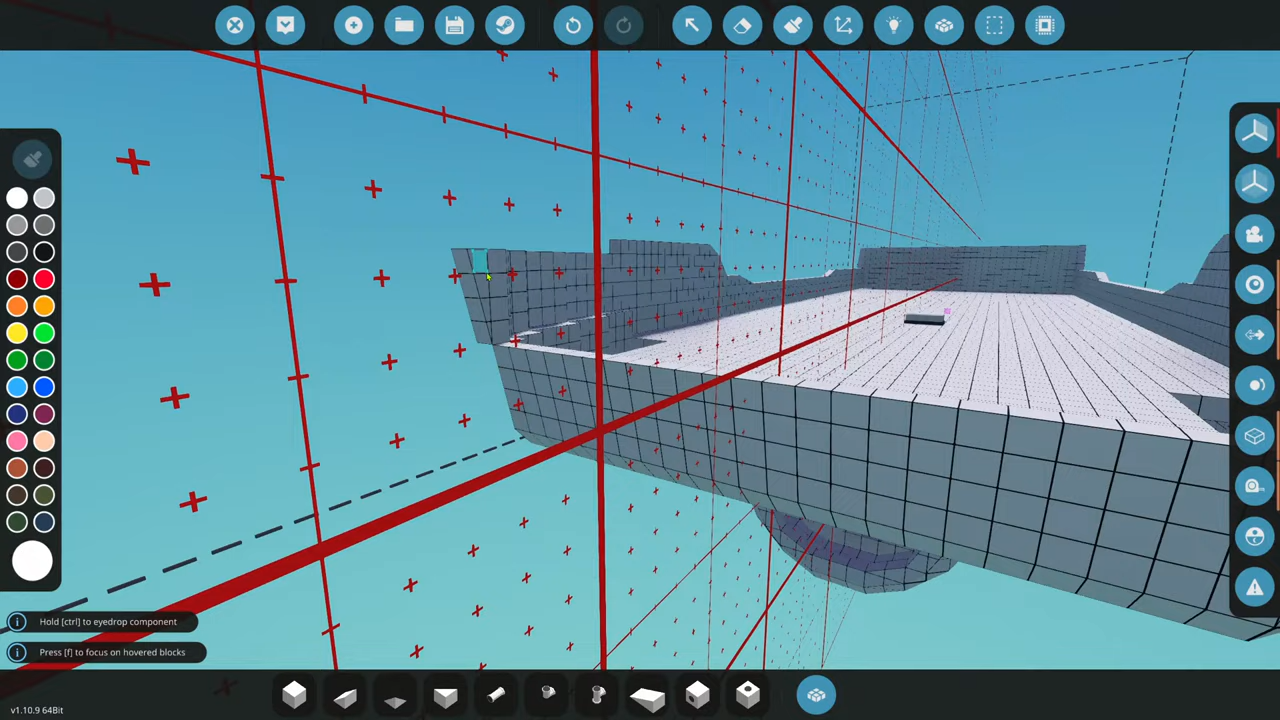 Hold [ctrl] to eyedrop component
Press [f] to focus on hovered blocks
v1.10.9 64Bit